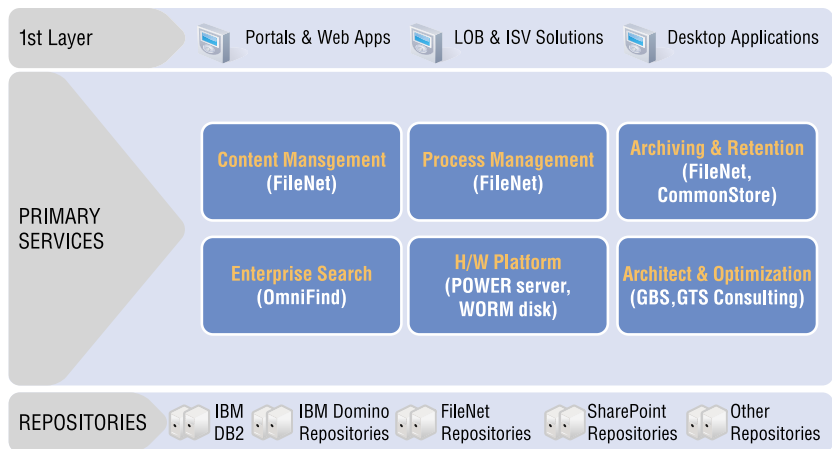 1st Layer
Portals & Web Apps
LOB & ISV Solutions
Desktop Applications
PRIMARY
SERVICES
Content Mansgement
(FileNet)
Process Management
(FileNet)
Archiving & Retention
(FileNet,
CommonStore)
Enterprise Search
(OmniFind)
H/W Platform
(POWER server,
WORM disk)
Architect & Optimization
(GBS,GTS Consulting)
REPOSITORIES
IBM
DB2
IBM Domino
Repositories
FileNet
Repositories
SharePoint
Repositories
Other
Repositories